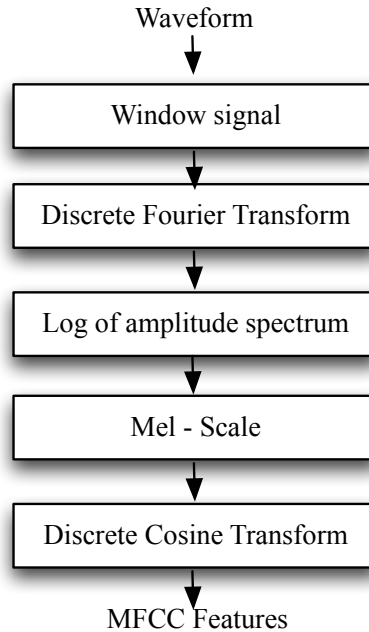 Waveform
Window signal
Discrete Fourier Transform
Log of amplitude spectrum
Mel - Scale
Discrete Cosine Transform
MFCC Features